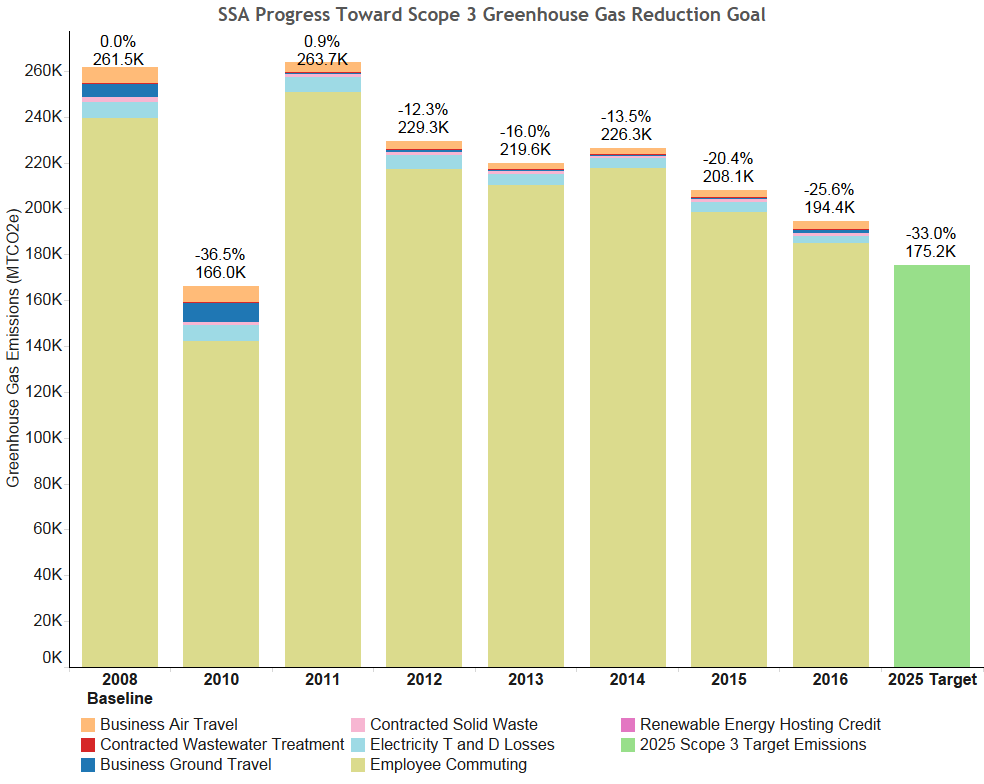 SSA Progress Toward Scope 3 Greenhouse Gas Reduction Goal
Greenhouse Gas Emissions (MTCO2e)
260K
240K
220K
200K
180K
160K
140K
120K
100K
80K
60K
40K
20K
0K
0.0%
261.5K
-36.5%
166.0K
0.9%
263.7K
-12.3%
229.3K
-16.0%
219.6K
-13.5%
226.3K
-20.4%
208.1K
-25.6%
194.4K
-33.0%
175.2K
2008 2010 2011 2012 2013 2014 2015 2016 2025 Target
Baseline
Business Air Travel Contracted Solid Waste Renewable Energy Hosting Credit
Contracted Wastewater Treatment Electricity T and D Losses 2025 Scope 3 Target Emissions
Business Ground Travel Employee Commuting